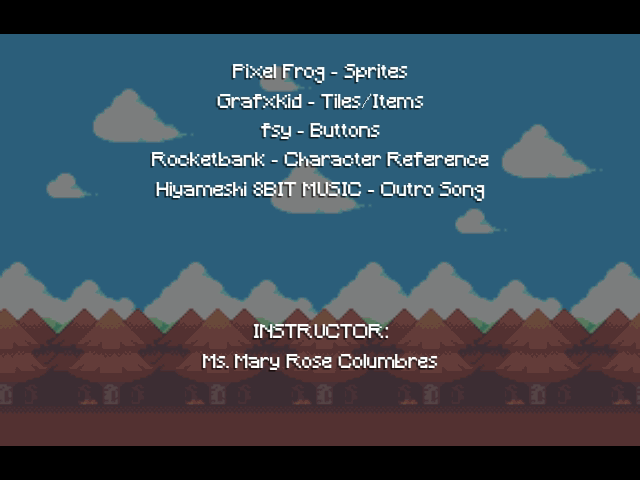 Pixel Frog - Sprites
GrafxKid - Tiles/Items
fsy - Buttons
Rocketbank - Character Reference
Hiyameshi 8BIT MUSIC - Outro Song
INSTRUCTOR:
Ms. Mary Rose Columbres